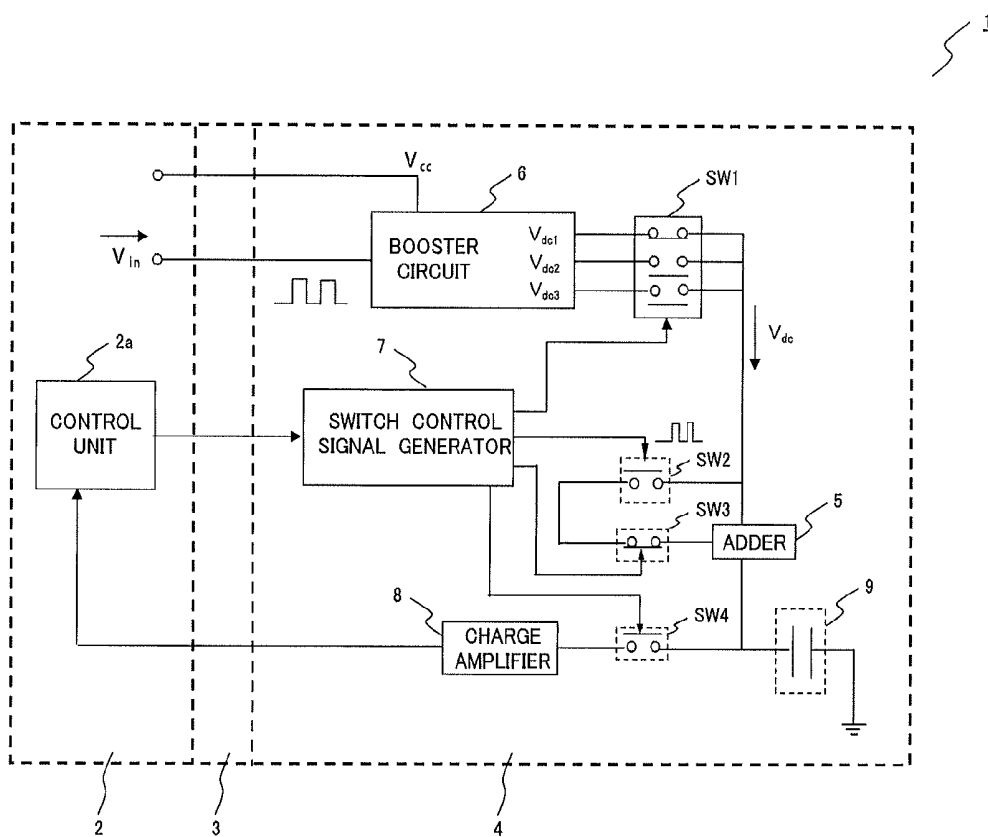 1
Vcc
6
SW1
Vin
BOOSTER
CIRCUIT
Vdc1
Vdc2
Vdc3
Vdc
2a
7
CONTROL
UNIT
SWITCH CONTROL
SIGNAL GENERATOR
SW2
SW3
5
ADDER
8
SW4
9
CHARGE
AMPLIFIER
2
3
4